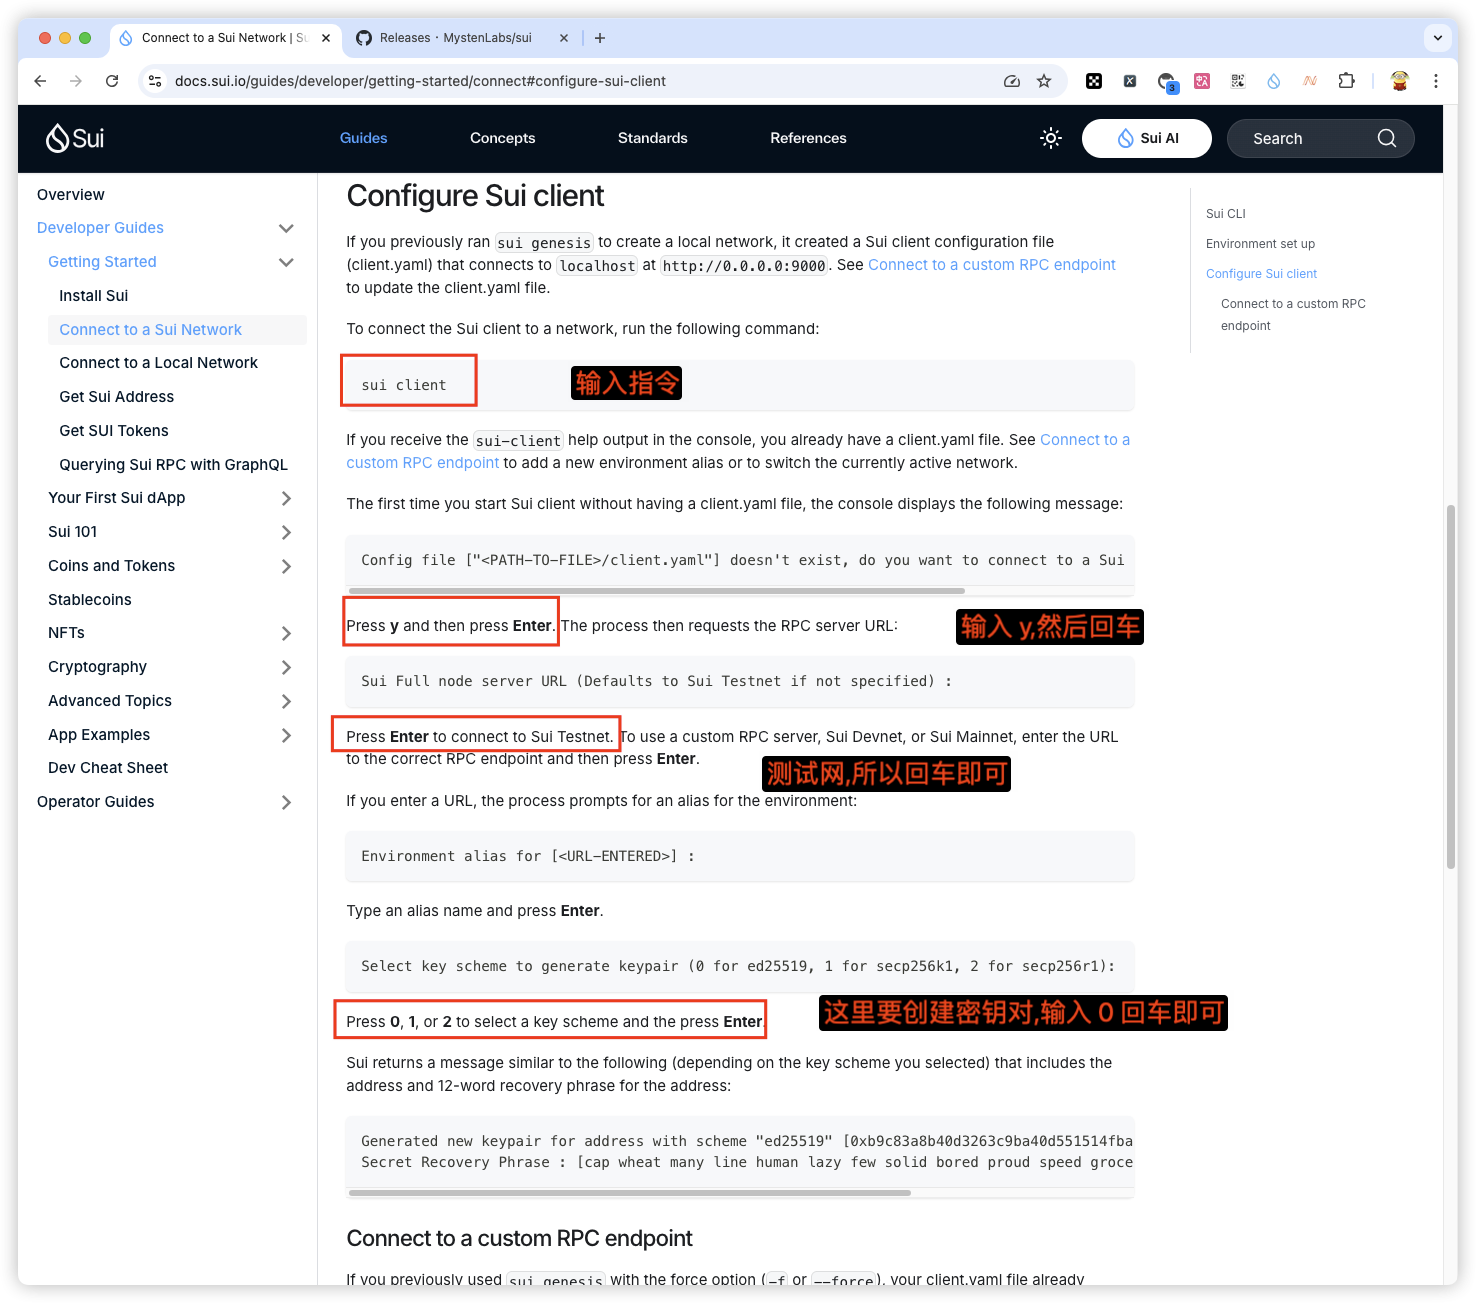 Connect to a Sui Network | Su
Releases · MystenLabs/sui
docs.sui.io/guides/developer/getting-started/connect#configure-sui-client
3
Sui
Guides
Concepts
Standards
References
Sui AI
Search
Overview
Developer Guides
Getting Started
Install Sui
Connect to a Sui Network
Connect to a Local Network
Get Sui Address
Get SUI Tokens
Querying Sui RPC with GraphQL
Your First Sui dApp
Sui 101
Coins and Tokens
Stablecoins
NFTs
Cryptography
Advanced Topics
App Examples
Dev Cheat Sheet
Operator Guides
Configure Sui client
If you previously ran sui genesis to create a local network, it created a Sui client configuration file
(client.yaml) that connects to localhost at http://0.0.0.0:9000. See Connect to a custom RPC endpoint
to update the client.yaml file.
To connect the Sui client to a network, run the following command:
sui client
输入指令
If you receive the sui-client help output in the console, you already have a client.yaml file. See Connect to a
custom RPC endpoint to add a new environment alias or to switch the currently active network.
The first time you start Sui client without having a client.yaml file, the console displays the following message:
Config file ["<PATH-TO-FILE>/client.yaml"] doesn't exist, do you want to connect to a Sui
Press y and then press Enter. The process then requests the RPC server URL:
输入 y,然后回车
Sui Full node server URL (Defaults to Sui Testnet if not specified) :
Press Enter to connect to Sui Testnet. To use a custom RPC server, Sui Devnet, or Sui Mainnet, enter the URL
to the correct RPC endpoint and then press Enter.
测试网,所以回车即可
If you enter a URL, the process prompts for an alias for the environment:
Environment alias for [<URL-ENTERED>] :
Type an alias name and press Enter.
Select key scheme to generate keypair (0 for ed25519, 1 for secp256k1, 2 for secp256r1):
Press 0, 1, or 2 to select a key scheme and the press Enter.
这里要创建密钥对,输入 0 回车即可
Sui returns a message similar to the following (depending on the key scheme you selected) that includes the
address and 12-word recovery phrase for the address:
Generated new keypair for address with scheme "ed25519" [0xb9c83a8b40d3263c9ba40d551514fba
Secret Recovery Phrase : [cap wheat many line human lazy few solid bored proud speed groce
Connect to a custom RPC endpoint
If you previously used sui genesis with the force option (-f or --force), your client.yaml file already
Sui CLI
Environment set up
Configure Sui client
Connect to a custom RPC
endpoint